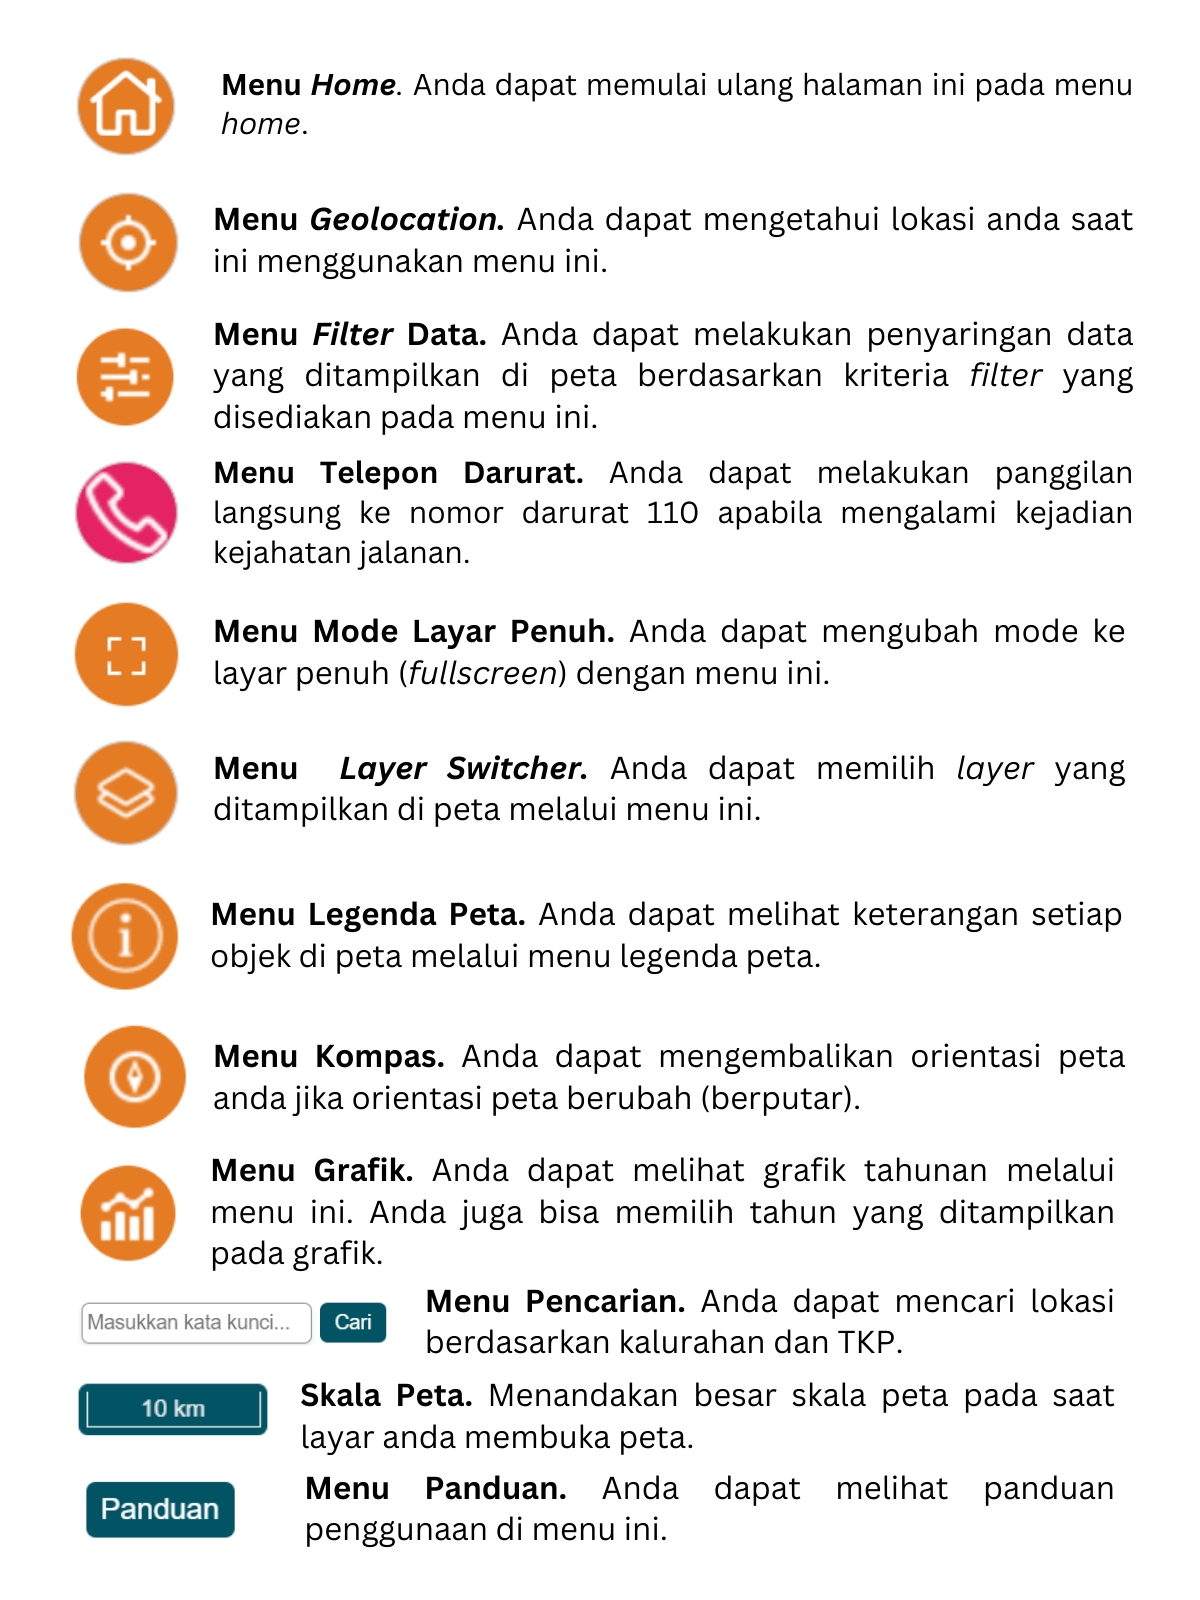 Menu Home. Anda dapat memulai ulang halaman ini pada menu
home.
Menu Geolocation. Anda dapat mengetahui lokasi anda saat
ini menggunakan menu ini.
Menu Filter Data. Anda dapat melakukan penyaringan data
yang ditampilkan di peta berdasarkan kriteria filter yang
disediakan pada menu ini.
Menu Telepon Darurat. Anda dapat melakukan panggilan
langsung ke nomor darurat 110 apabila mengalami kejadian
kejahatan jalanan.
Menu Mode Layar Penuh. Anda dapat mengubah mode ke
layar penuh (fullscreen) dengan menu ini.
Menu Layer Switcher. Anda dapat memilih layer yang
ditampilkan di peta melalui menu ini.
Menu Legenda Peta. Anda dapat melihat keterangan setiap
objek di peta melalui menu legenda peta.
Menu Kompas. Anda dapat mengembalikan orientasi peta
anda jika orientasi peta berubah (berputar).
Menu Grafik. Anda dapat melihat grafik tahunan melalui
menu ini. Anda juga bisa memilih tahun yang ditampilkan
pada grafik.
Masukkan kata kunci... Cari
Menu Pencarian. Anda dapat mencari lokasi
berdasarkan kalurahan dan TKP.
10 km
Skala Peta. Menandakan besar skala peta pada saat
layar anda membuka peta.
Panduan
Menu Panduan. Anda dapat melihat panduan
penggunaan di menu ini.